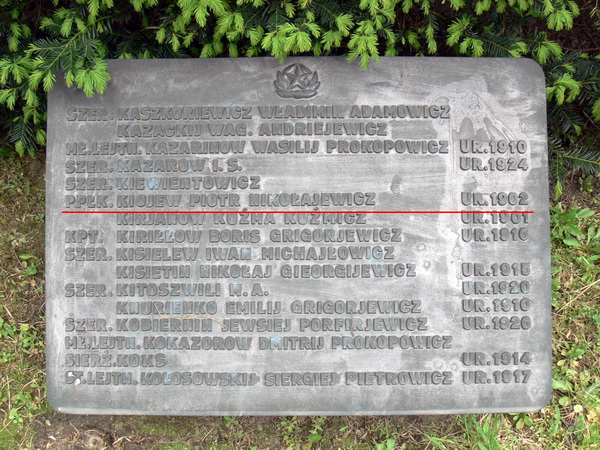 SZER. KASZKORIEWICZ WŁADIMIR ADAMOWICZ
KAZACKIJ WAG. ANDRIEJEWICZ
MŁ.LEJTN. KAZARINOW WASILIJ PROKOPOWICZ UR.1910
SZER. KAZAROW I. S. UR.1924
SZER. KIEWIENTOWICZ
PPŁK. KIOJEW PIOTR NIKOŁAJEWICZ UR.1902
KIRJANOW KUŹMA KUŹMICZ UR.1901
KPT. KIRIŁŁOW BORIS GRIGORJEWICZ UR.1916
SZER. KISIELEW IWAN MICHAJŁOWICZ
KISIETIN NIKOŁAJ GIEORGIJEWICZ UR.1915
SZER. KITOSZWILI N. A. UR.1920
KNURIENKO EMILIJ GRIGORJEWICZ UR.1910
SZER. KOBIERNIN JEWSIEJ PORFIRJEWICZ UR.1926
MŁ.LEJTN. KOKAZOROW DMITRIJ PROKOPOWICZ
SIERŻ. KOKS UR.1914
ST.LEJTN. KOŁOSOWSKIJ SIERGIEJ PIETROWICZ UR.1917